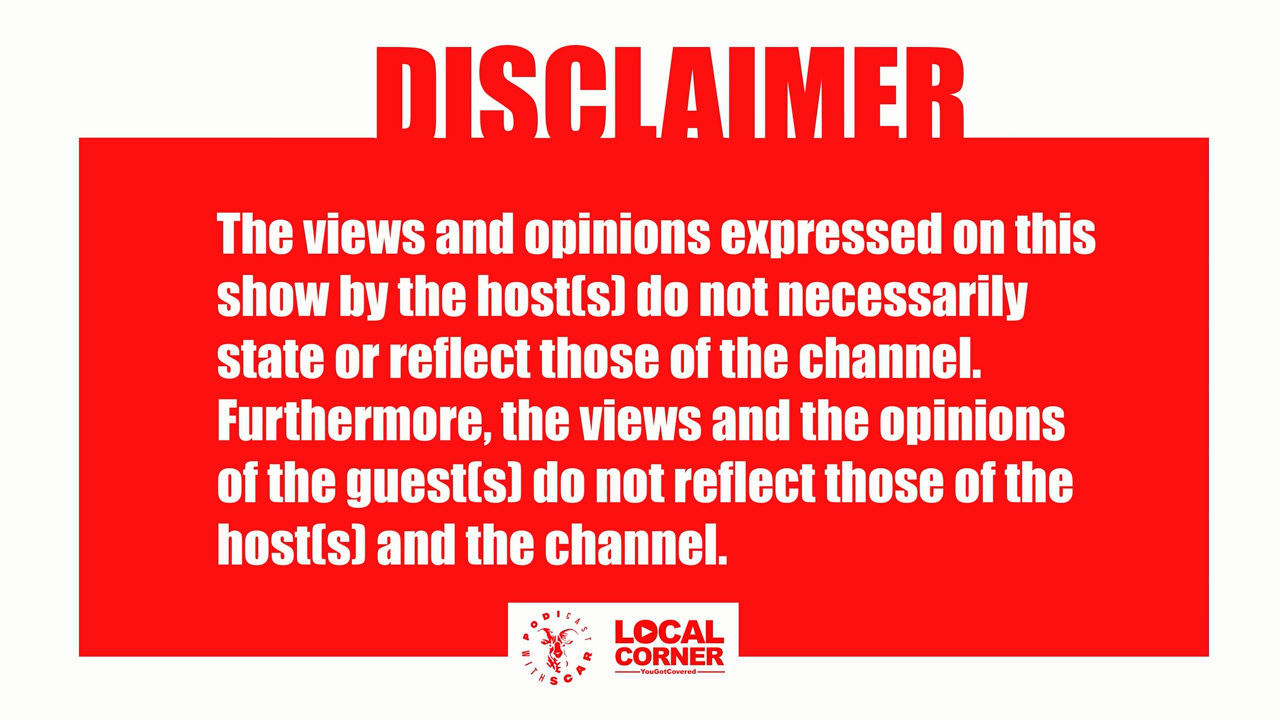 DISCLAIMER
The views and opinions expressed on this
show by the host(s) do not necessarily
state or reflect those of the channel.
Furthermore, the views and the opinions
of the guest(s) do not reflect those of the
host(s) and the channel.
PODICAST WITH SCAR
LOCAL
CORNER
YouGotCovered